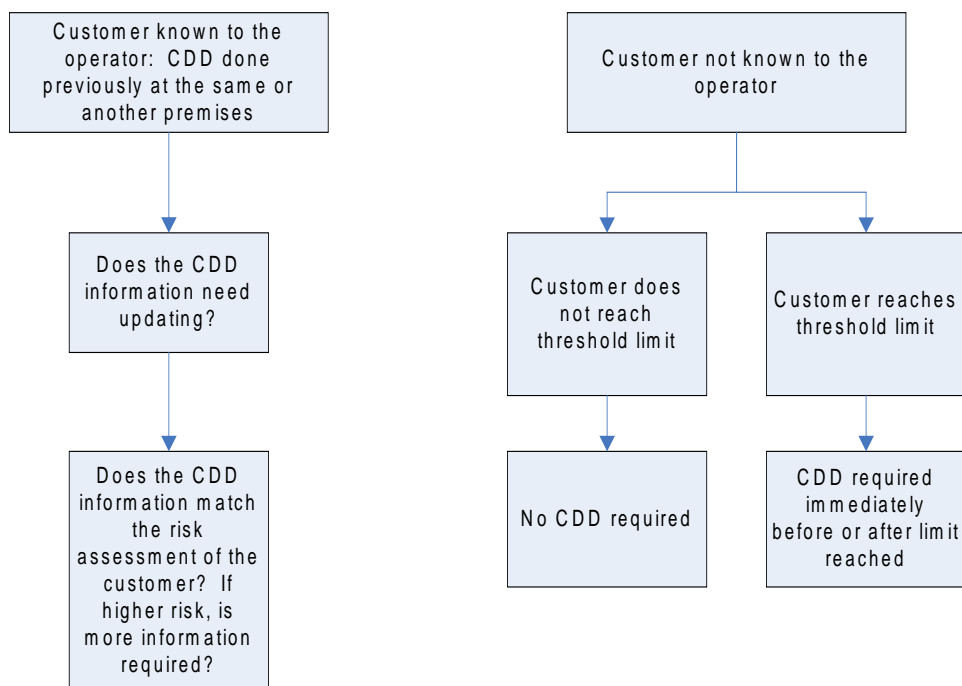 Customer known to the
operator: CDD done
previously at the same or
another premises
Does the CDD
information need
updating?
Does the CDD
information match
the risk
assessment of the
customer? If
higher risk, is
more information
required?
Customer not known to the
operator
Customer does
not reach
threshold limit
Customer reaches
threshold limit
No CDD required
CDD required
immediately
before or after limit
reached